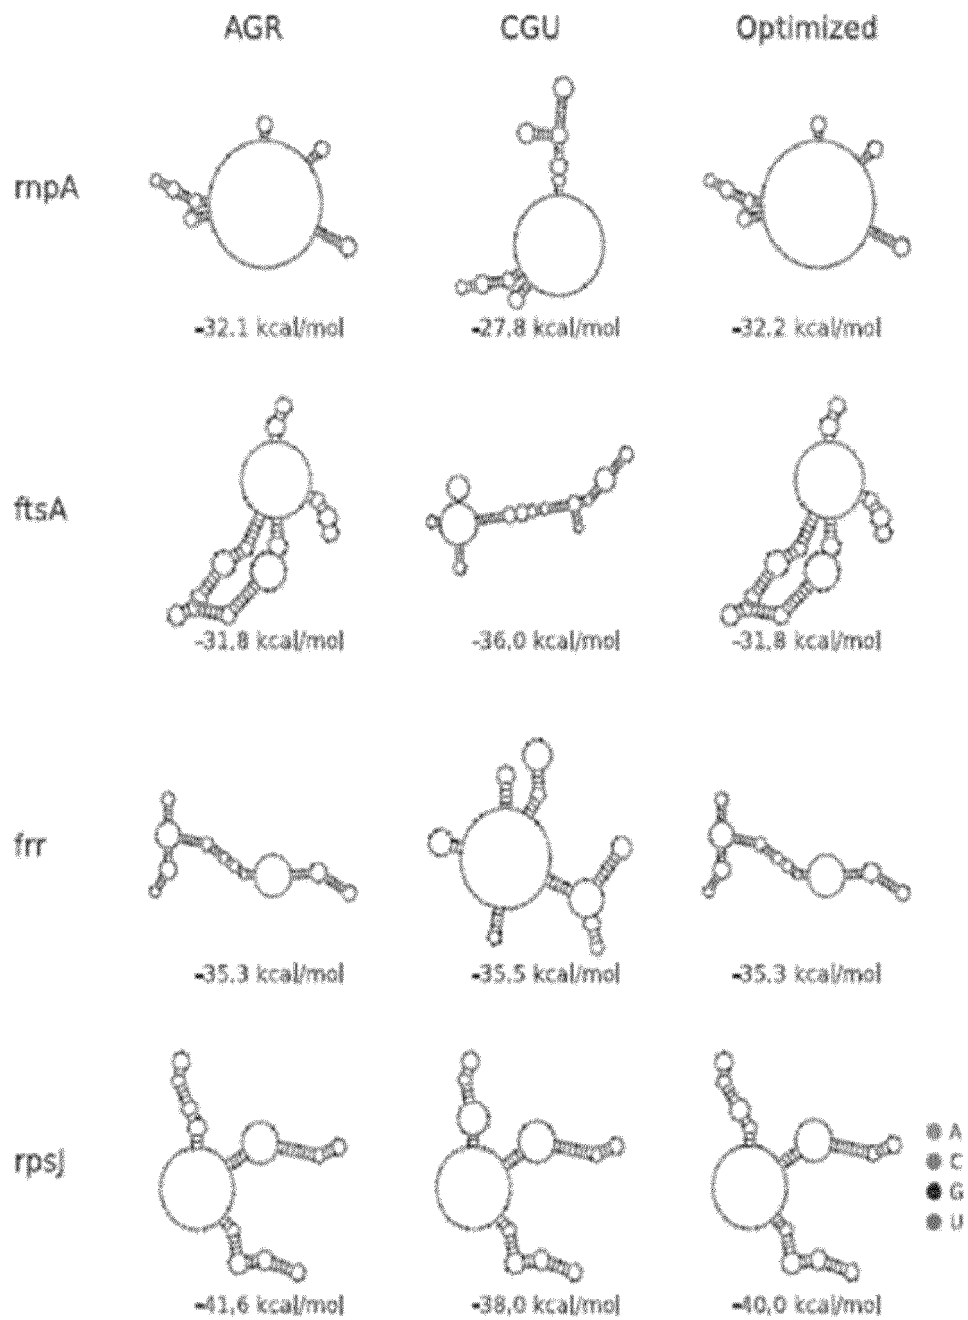 AGR CGU Optimized
rnpA
-32.1 kcal/mol -27.8 kcal/mol -32.2 kcal/mol
ftsA
-31.8 kcal/mol -36.0 kcal/mol -31.8 kcal/mol
frr
-35.3 kcal/mol -35.5 kcal/mol -35.3 kcal/mol
rpsJ
A
C
G
U
-41.6 kcal/mol -38.0 kcal/mol -40.0 kcal/mol